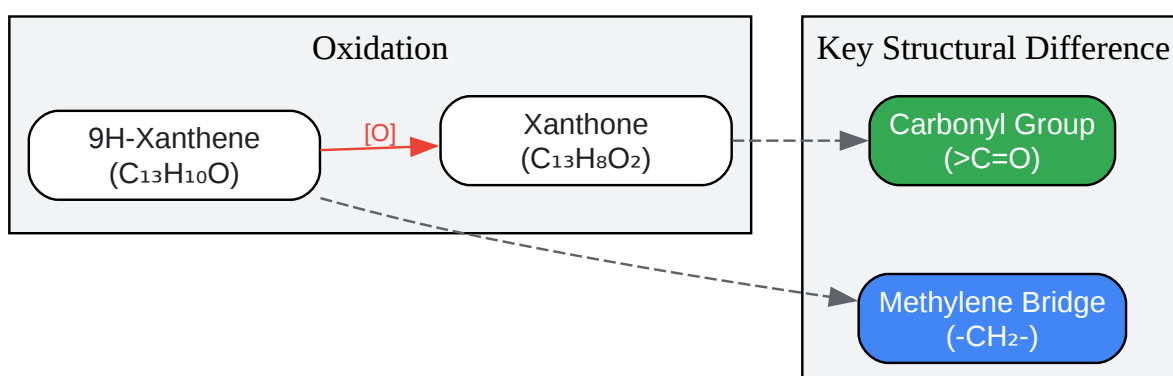 Oxidation
9H-Xanthene
(C₁₃H₁₀O)
[O]
Xanthone
(C₁₃H₈O₂)
Key Structural Difference
Carbonyl Group
(>C=O)
Methylene Bridge
(-CH₂-)